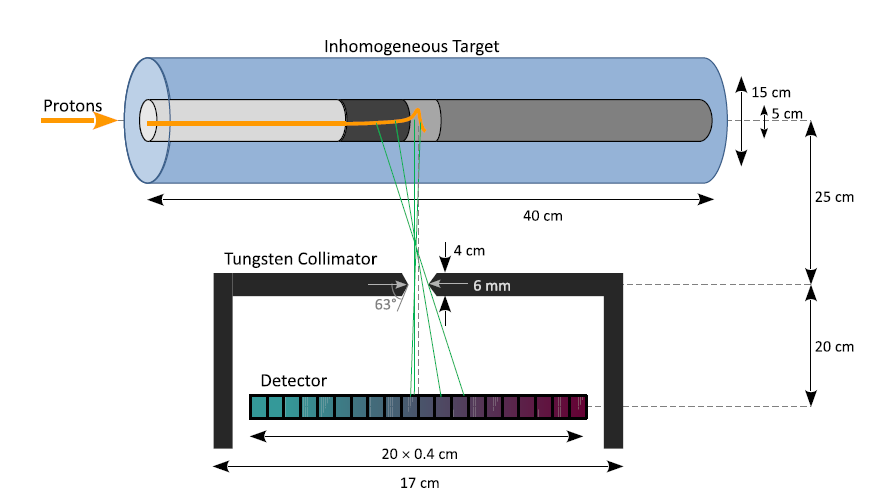 Inhomogeneous Target
Protons
15 cm
5 cm
40 cm
25 cm
Tungsten Collimator
4 cm
6 mm
63°
20 cm
Detector
20 × 0.4 cm
17 cm